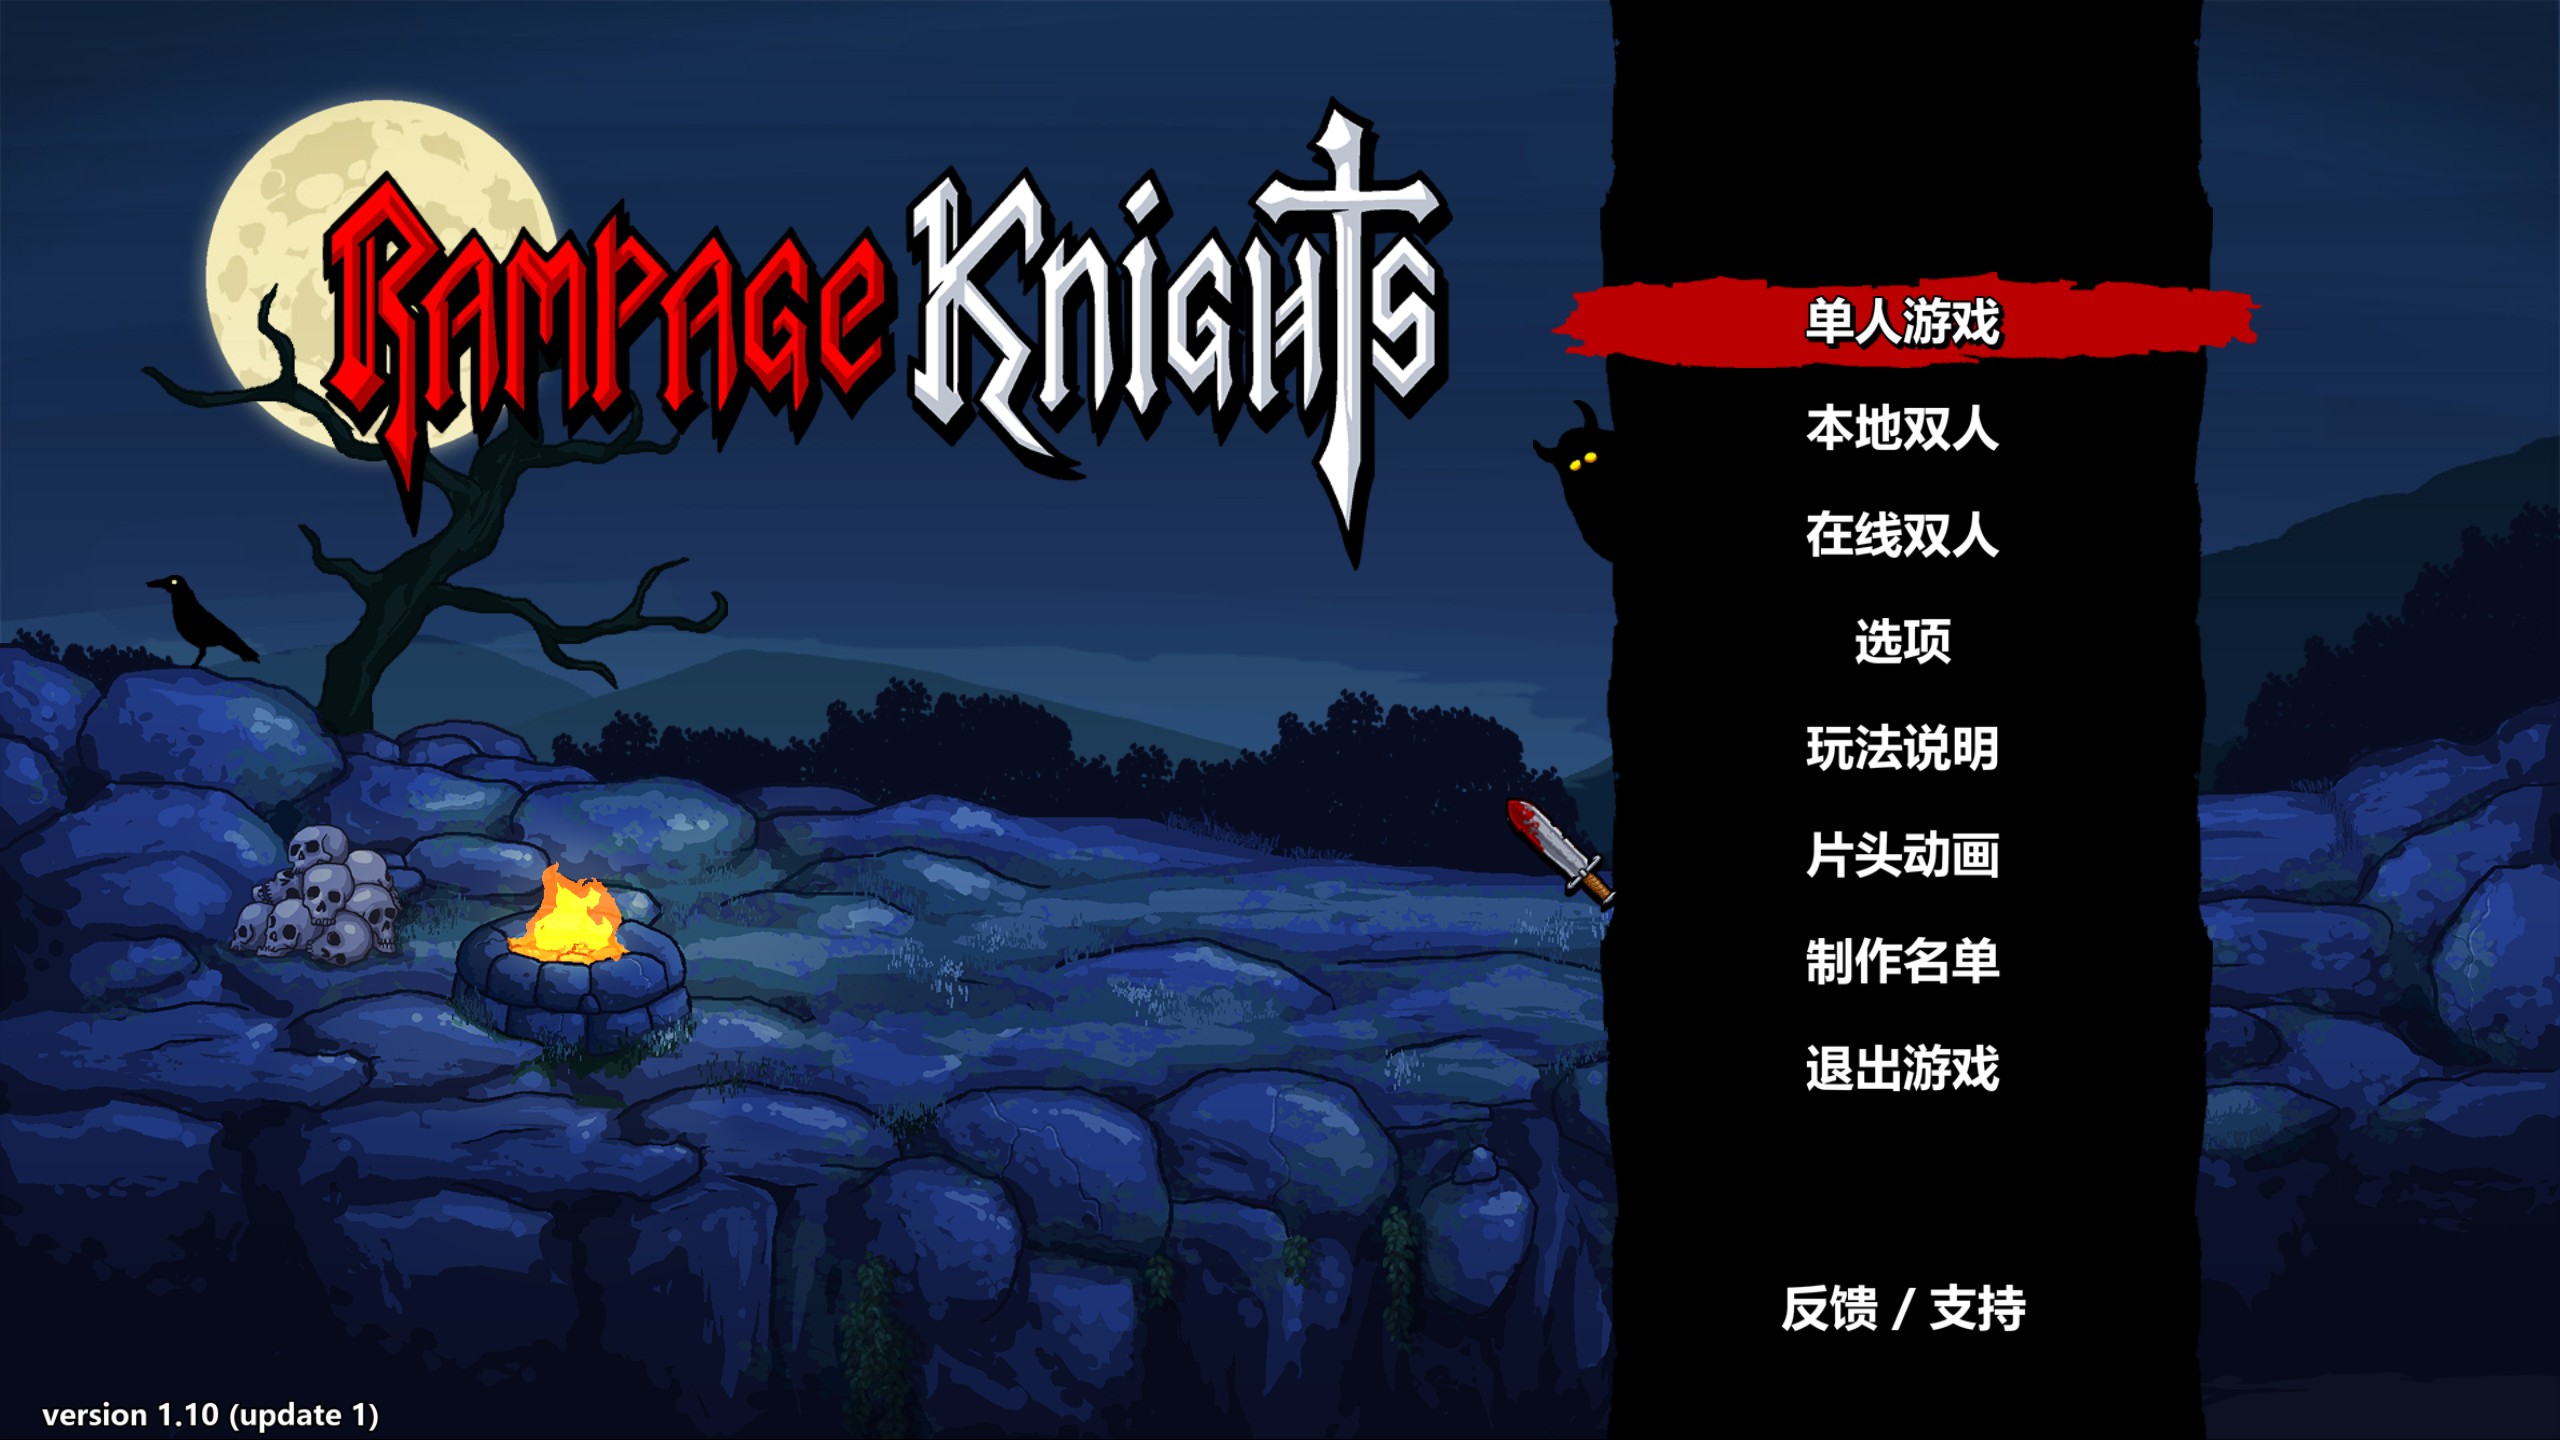 RAMPAGE KNIGHTS
单人游戏
本地双人
在线双人
选项
玩法说明
片头动画
制作名单
退出游戏
反馈 / 支持
version 1.10 (update 1)